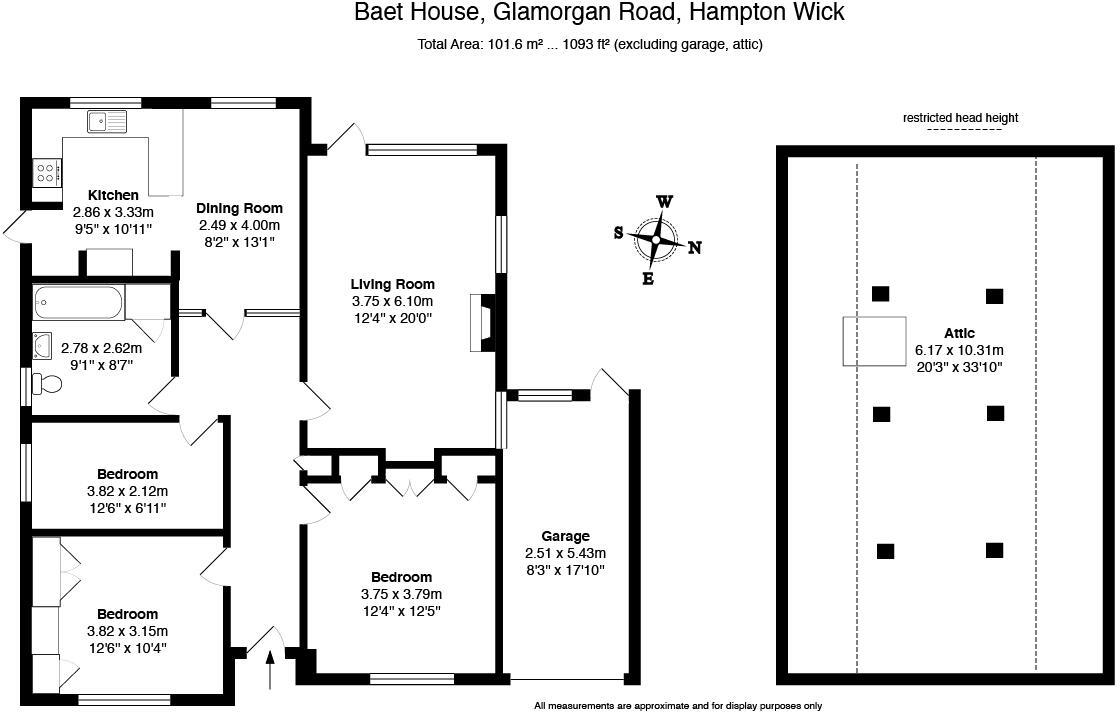 Baet House, Glamorgan Road, Hampton Wick
Total Area: 101.6 m² ... 1093 ft² (excluding garage, attic)
restricted head height
Kitchen
2.86 x 3.33m
9'5" x 10'11"
Dining Room
2.49 x 4.00m
8'2" x 13'1"
W
S
N
E
Living Room
3.75 x 6.10m
12'4" x 20'0"
2.78 x 2.62m
9'1" x 8'7"
Attic
6.17 x 10.31m
20'3" x 33'10"
Bedroom
3.82 x 2.12m
12'6" x 6'11"
Garage
2.51 x 5.43m
8'3" x 17'10"
Bedroom
3.75 x 3.79m
12'4" x 12'5"
Bedroom
3.82 x 3.15m
12'6" x 10'4"
All measurements are approximate and for display purposes only